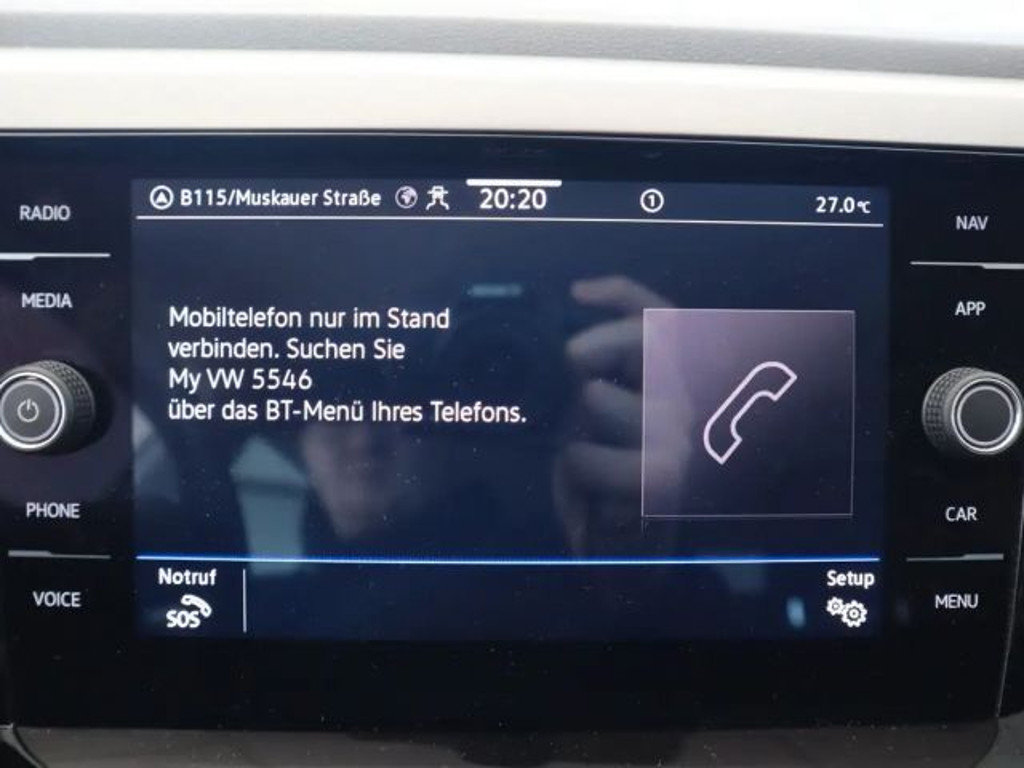 RADIO
MEDIA
PHONE
VOICE
B115/Muskauer Straße 20:20 1 27.0°C
Mobiltelefon nur im Stand
verbinden. Suchen Sie
My VW 5546
über das BT-Menü Ihres Telefons.
Notruf
SOS
Setup
NAV
APP
CAR
MENU